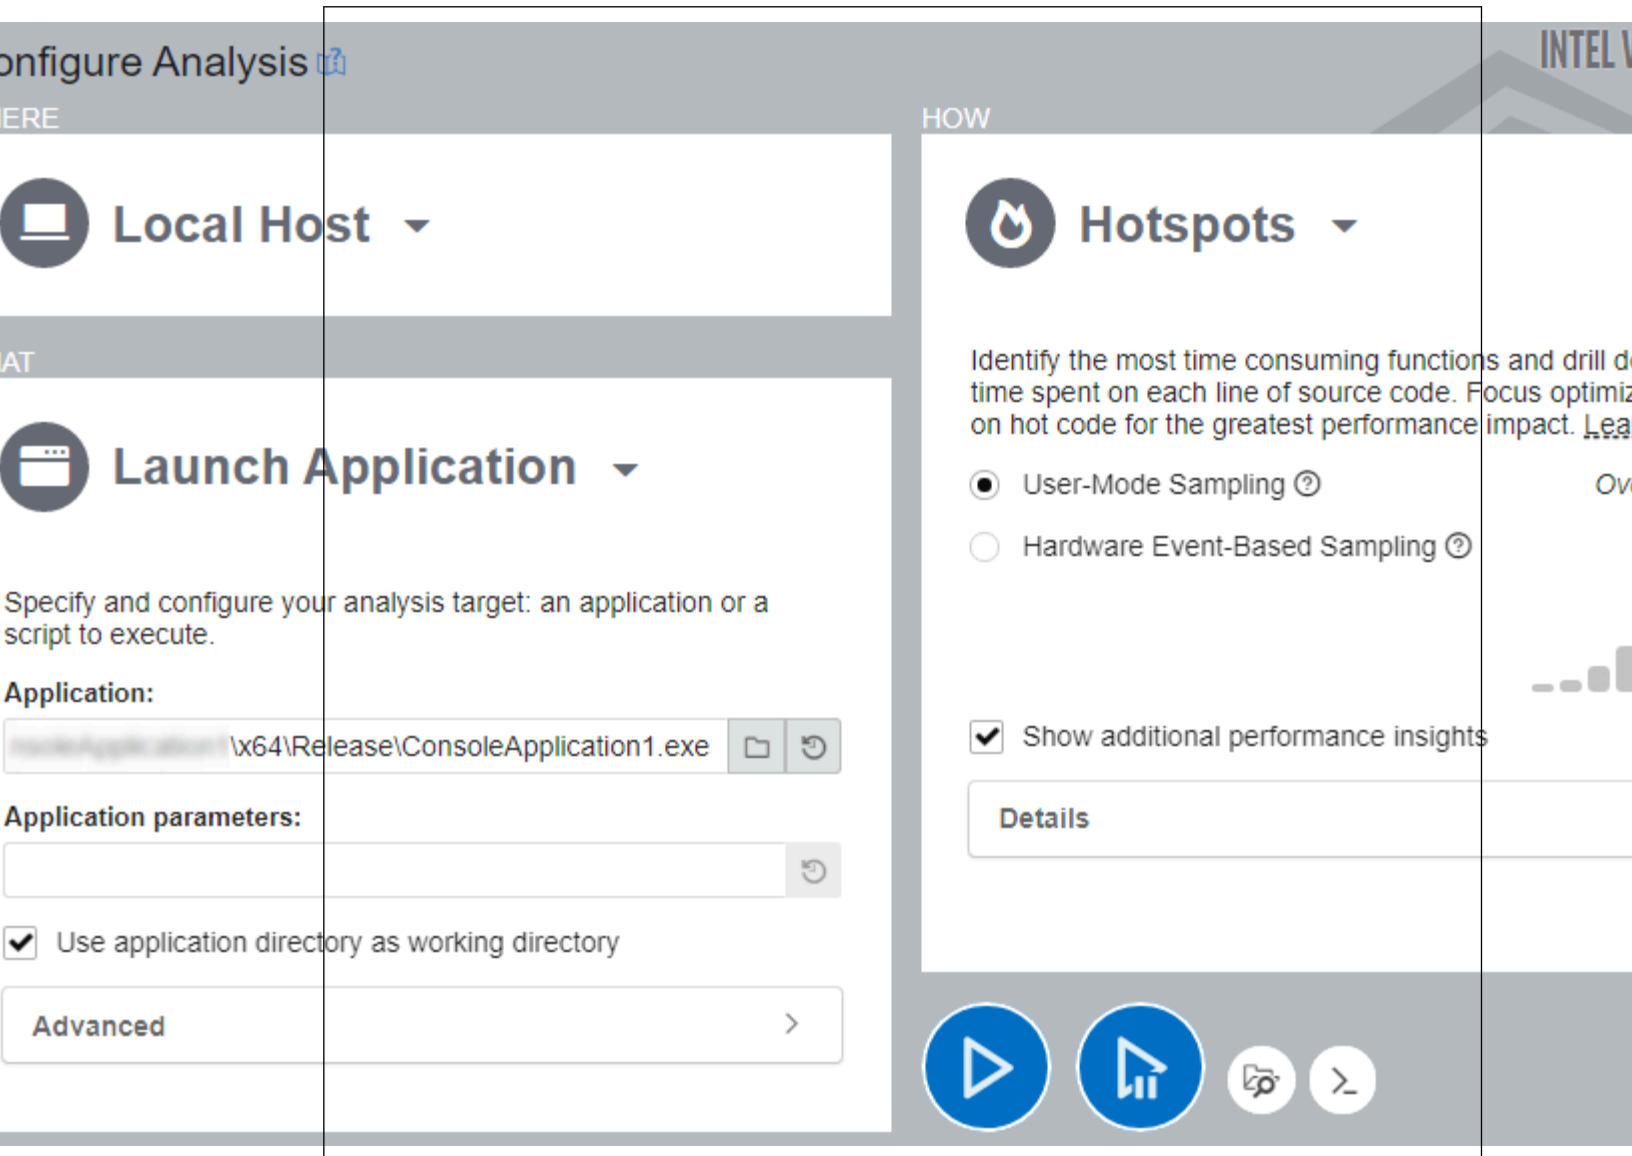 onfigure Analysis
INTEL V
ERE
HOW
Local Host
Hotspots
AT
Launch Application
Identify the most time consuming functions and drill d
time spent on each line of source code. Focus optimiz
on hot code for the greatest performance impact. Lea
User-Mode Sampling
Ove
Hardware Event-Based Sampling
Specify and configure your analysis target: an application or a
script to execute.
Application:
\x64\Release\ConsoleApplication1.exe
Show additional performance insights
Application parameters:
Details
Use application directory as working directory
Advanced